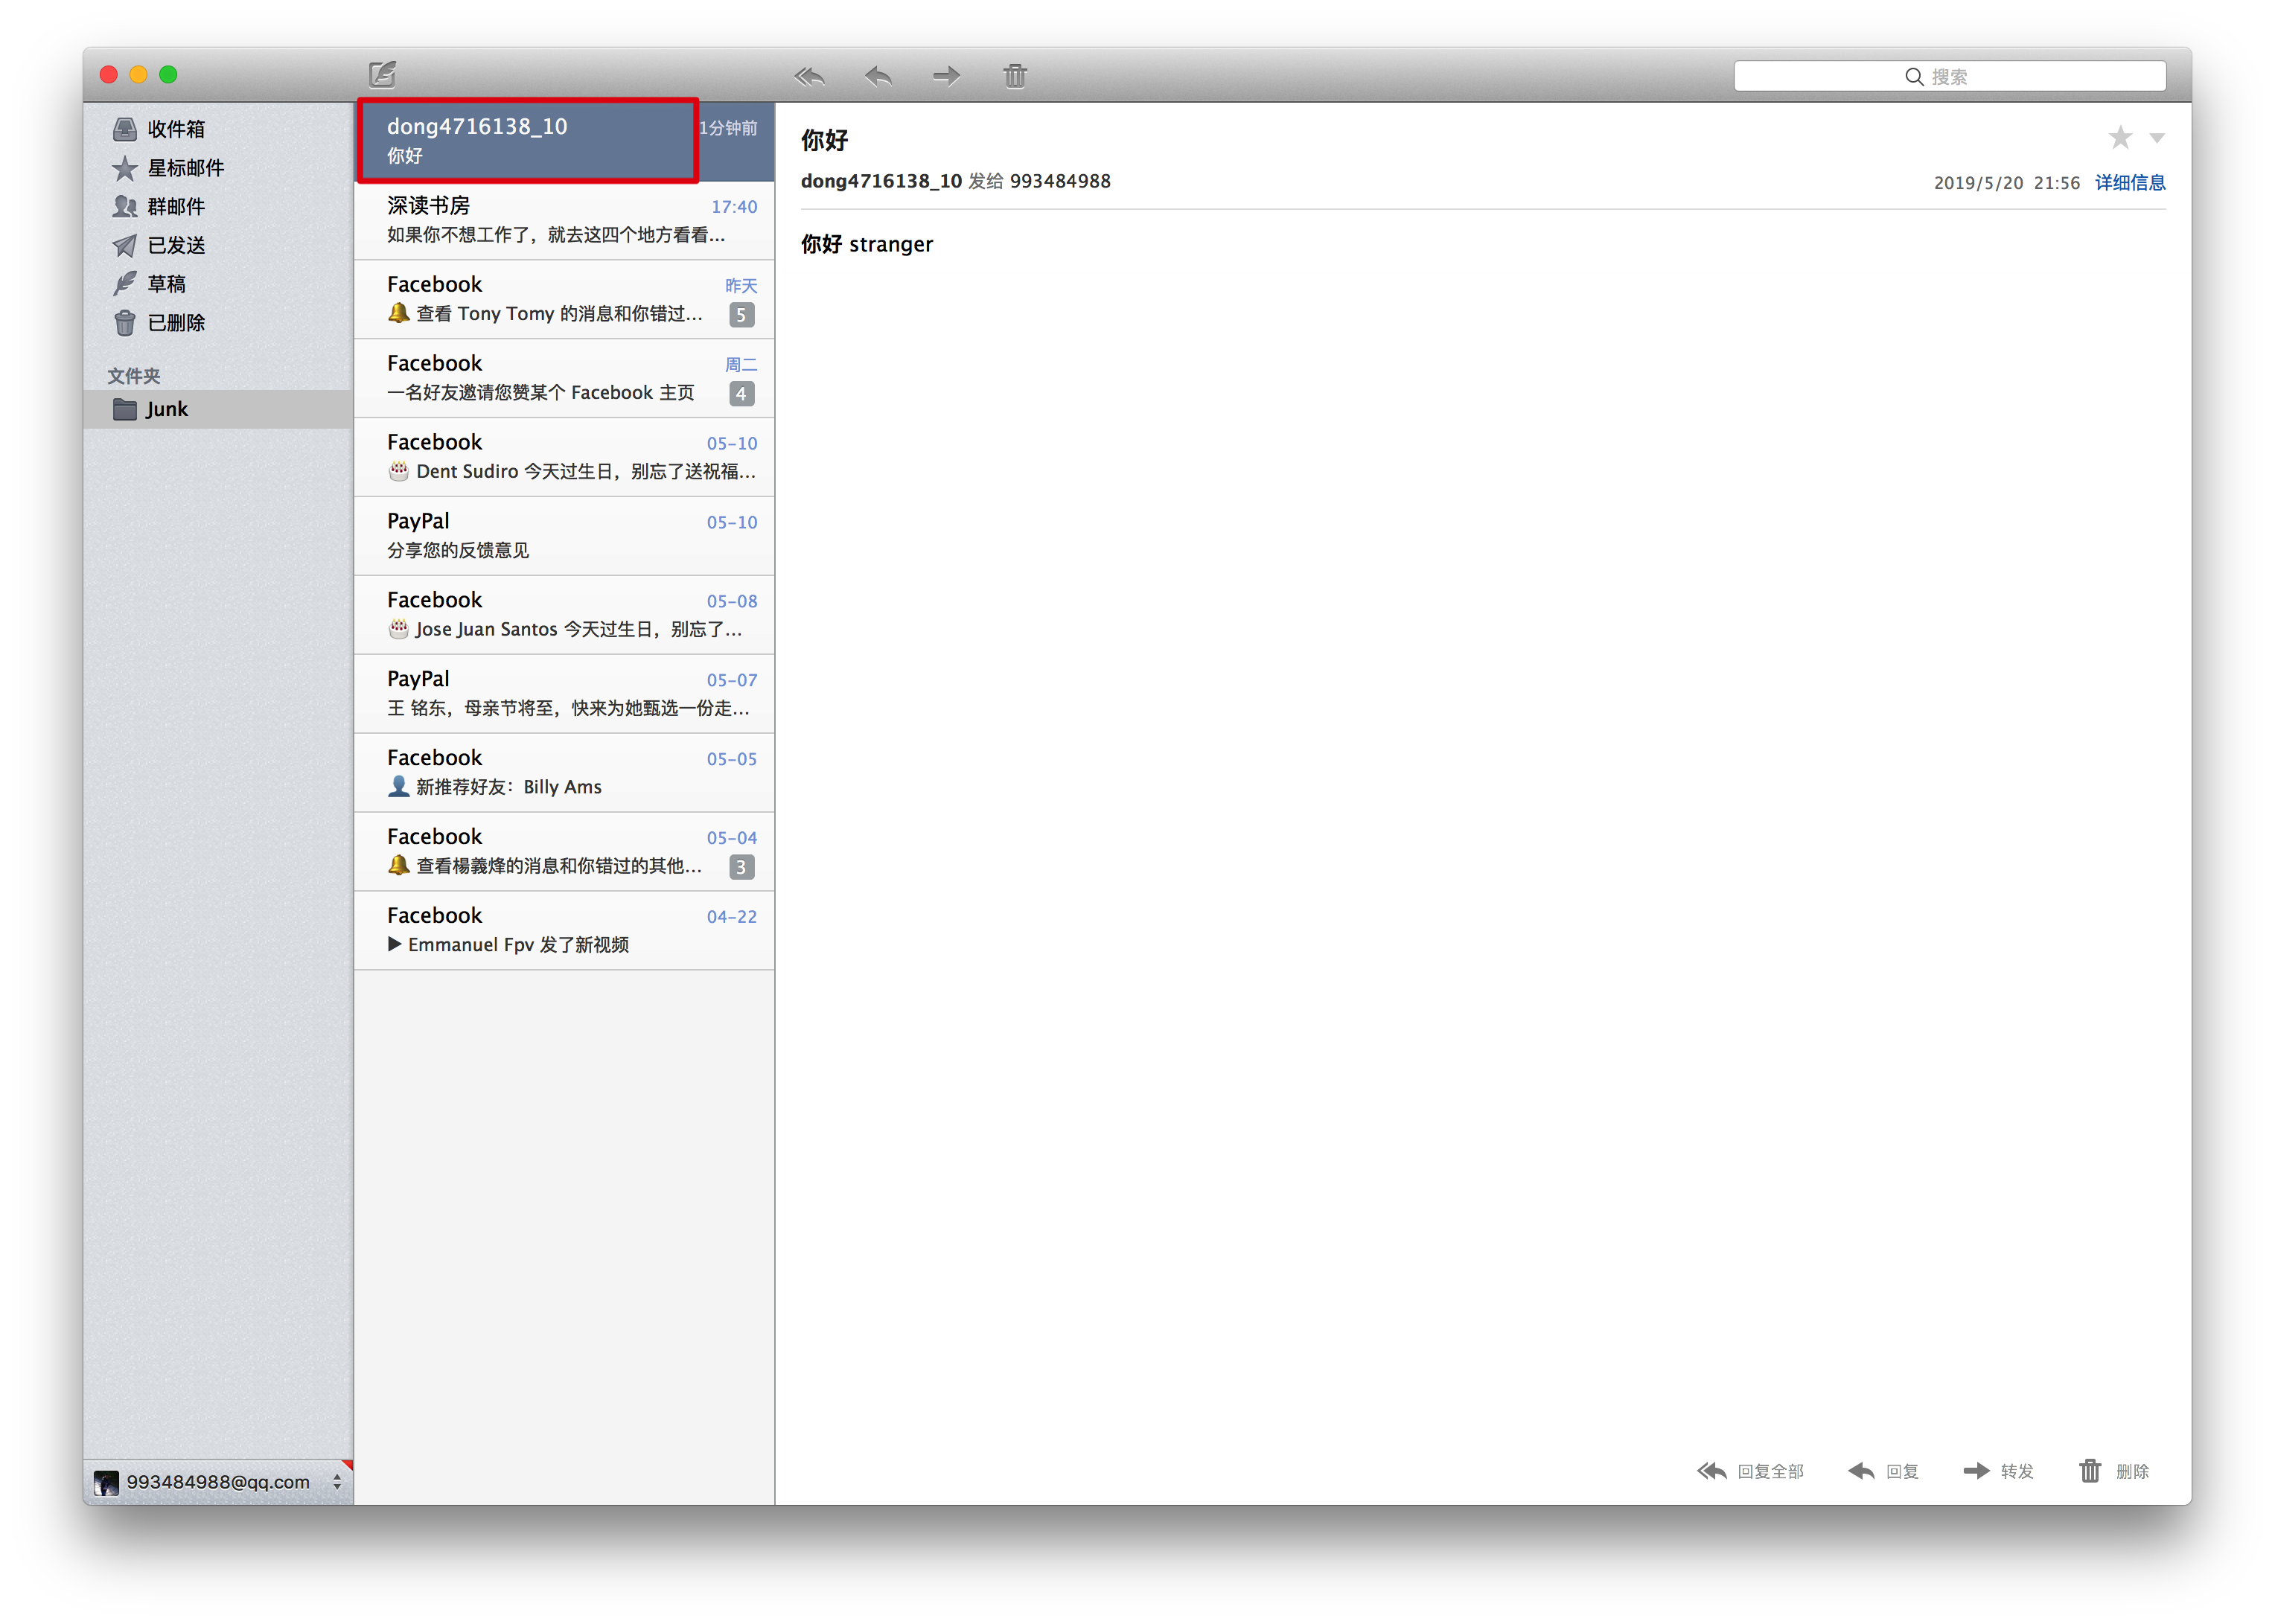 搜索
收件箱
星标邮件
群邮件
已发送
草稿
已删除
文件夹
Junk
993484988@qq.com
dong4716138_10
1分钟前
你好
深读书房
17:40
如果你不想工作了，就去这四个地方看看...
Facebook
昨天
🔔 查看 Tony Tomy 的消息和你错过...
5
Facebook
周二
一名好友邀请您赞某个 Facebook 主页
4
Facebook
05-10
🎂 Dent Sudiro 今天过生日，别忘了送祝福...
PayPal
05-10
分享您的反馈意见
Facebook
05-08
🎂 Jose Juan Santos 今天过生日，别忘了...
PayPal
05-07
王 铭东，母亲节将至，快来为她甄选一份走...
Facebook
05-05
👤 新推荐好友：Billy Ams
Facebook
05-04
🔔 查看楊義烽的消息和你错过的其他...
3
Facebook
04-22
▶ Emmanuel Fpv 发了新视频
你好
dong4716138_10 发给 993484988
2019/5/20 21:56 详细信息
你好 stranger
回复全部
回复
转发
删除